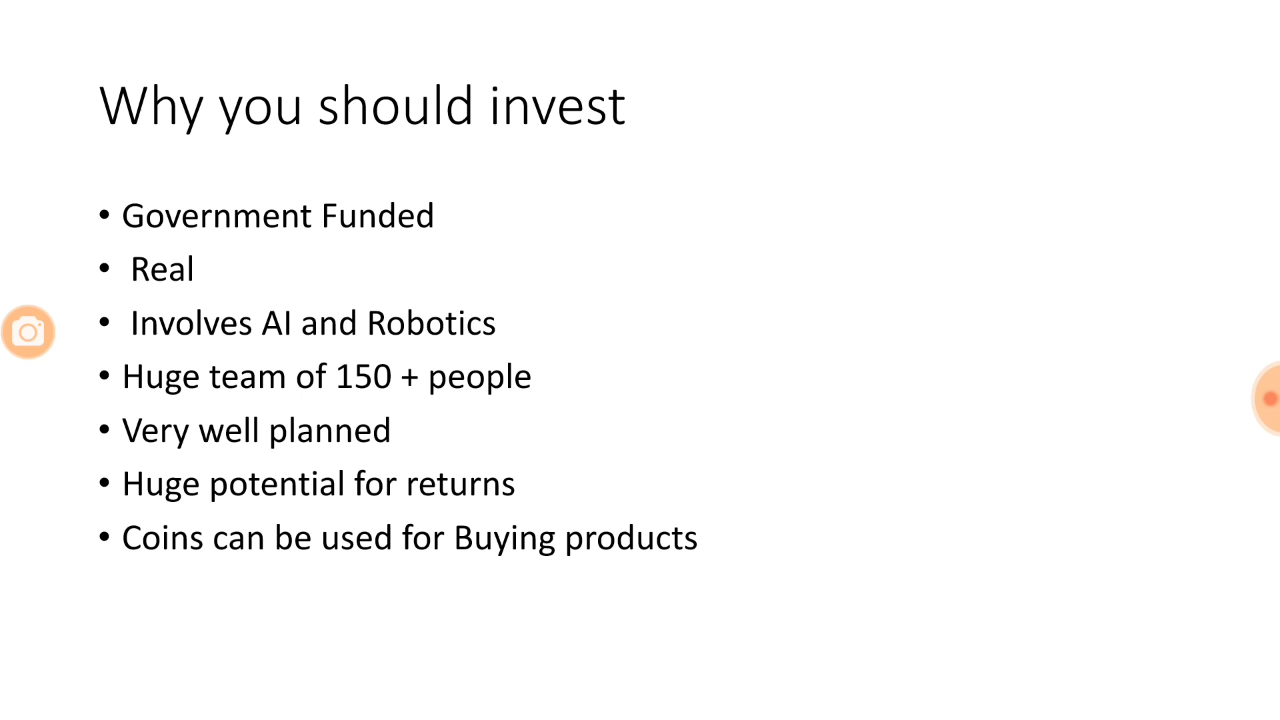 Why you should invest
• Government Funded
• Real
• Involves AI and Robotics
• Huge team of 150 + people
• Very well planned
• Huge potential for returns
• Coins can be used for Buying products